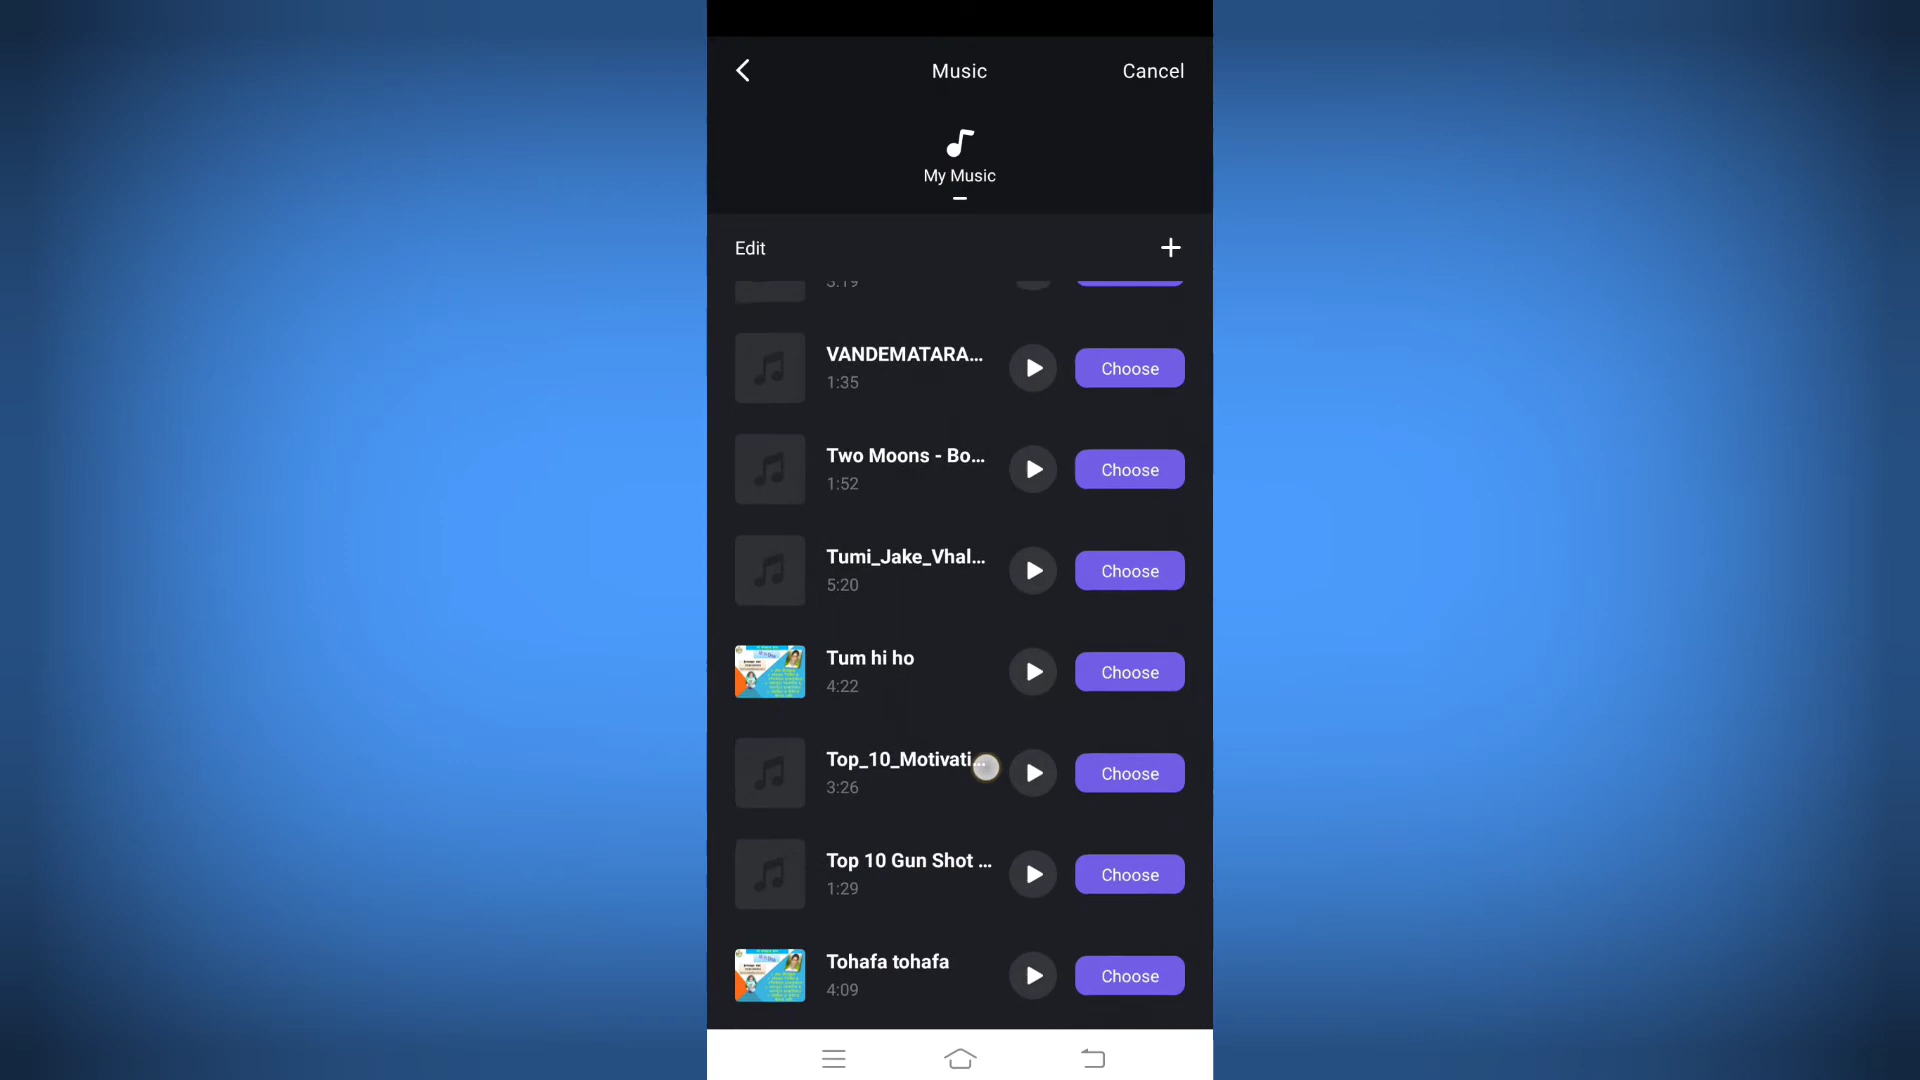 Music
Cancel
My Music
Edit
3:19
VANDEMATARA...
1:35
Choose
Two Moons - Bo...
1:52
Choose
Tumi_Jake_Vhal...
5:20
Choose
Tum hi ho
4:22
Choose
Top_10_Motivati...
3:26
Choose
Top 10 Gun Shot ...
1:29
Choose
Tohafa tohafa
4:09
Choose